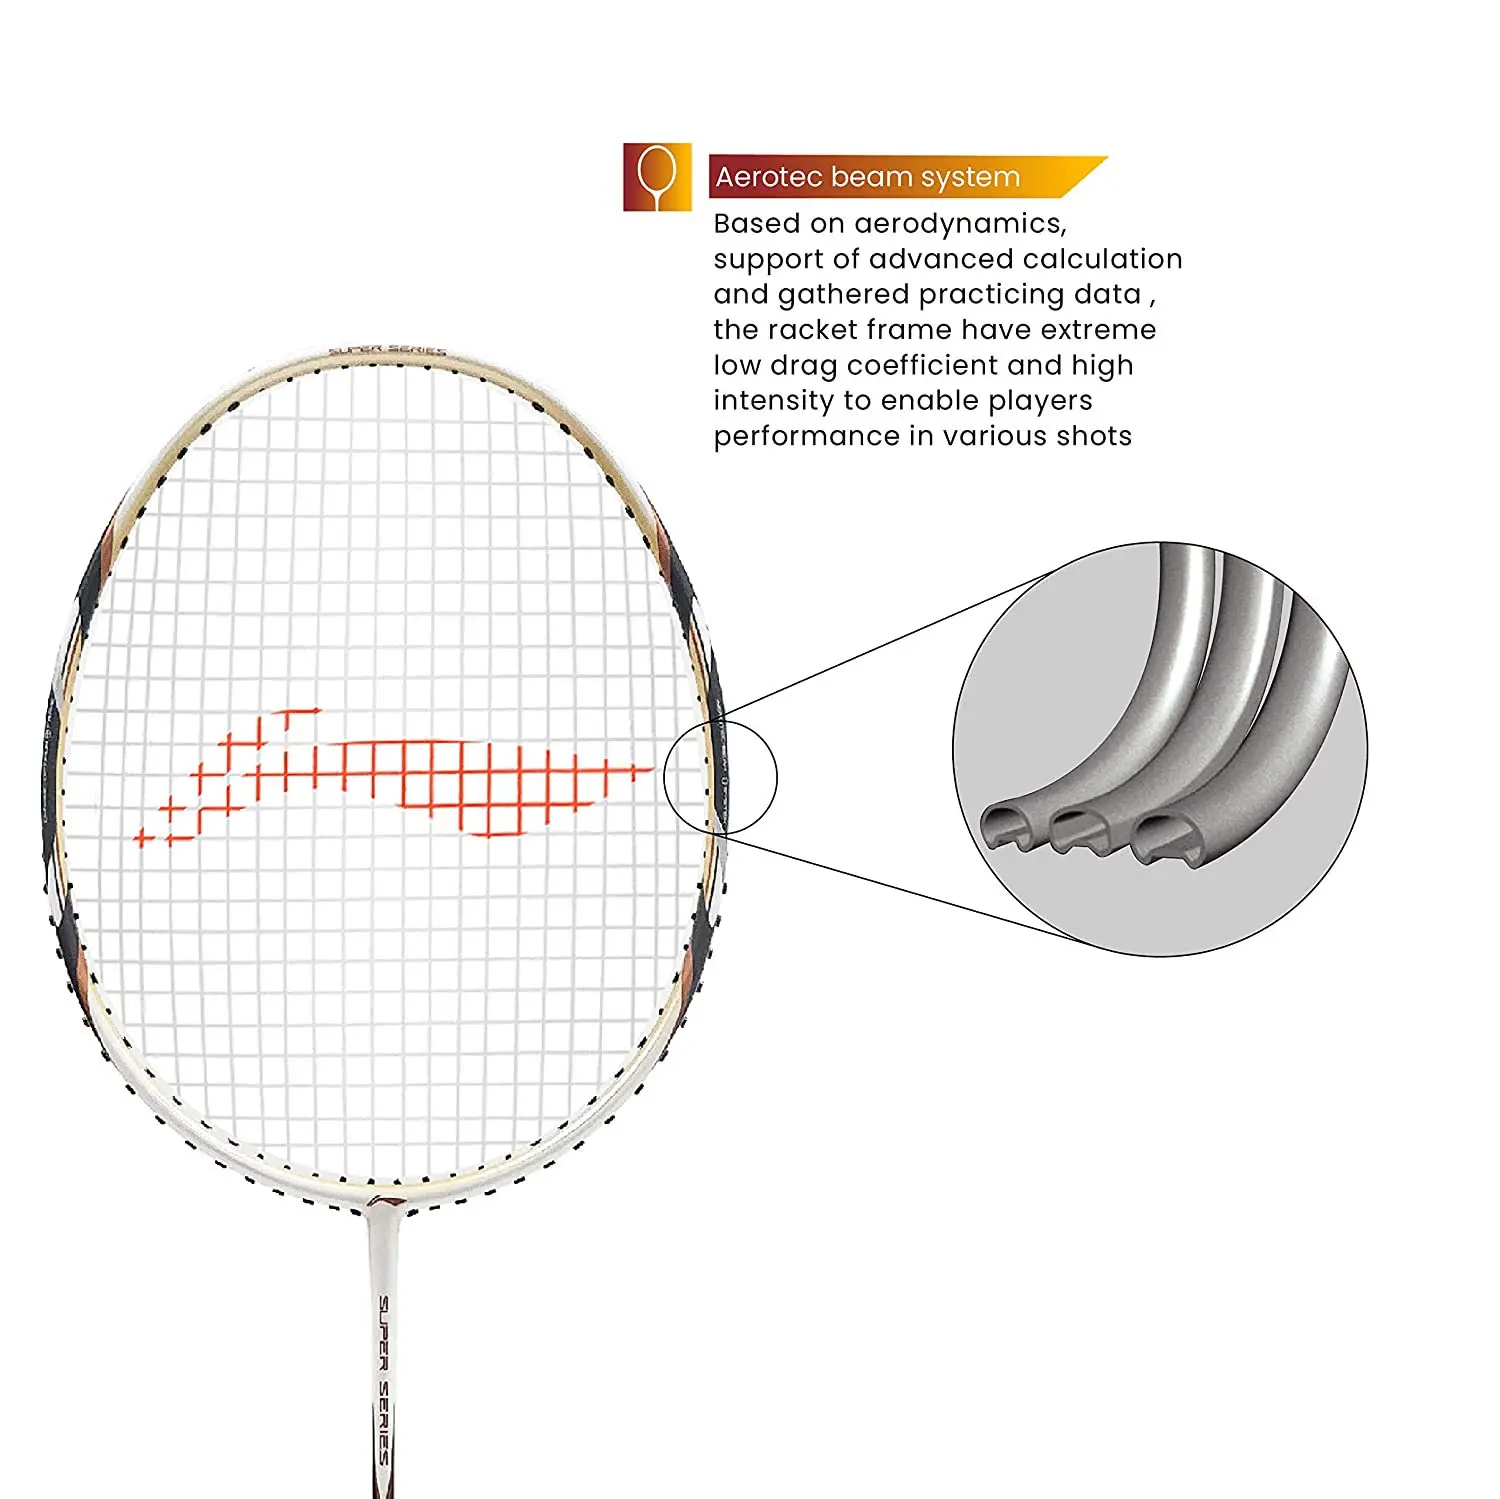 Aerotec beam system
Based on aerodynamics,
support of advanced calculation
and gathered practicing data ,
the racket frame have extreme
low drag coefficient and high
intensity to enable players
performance in various shots
SUPER SERIES
SUPER SERIES